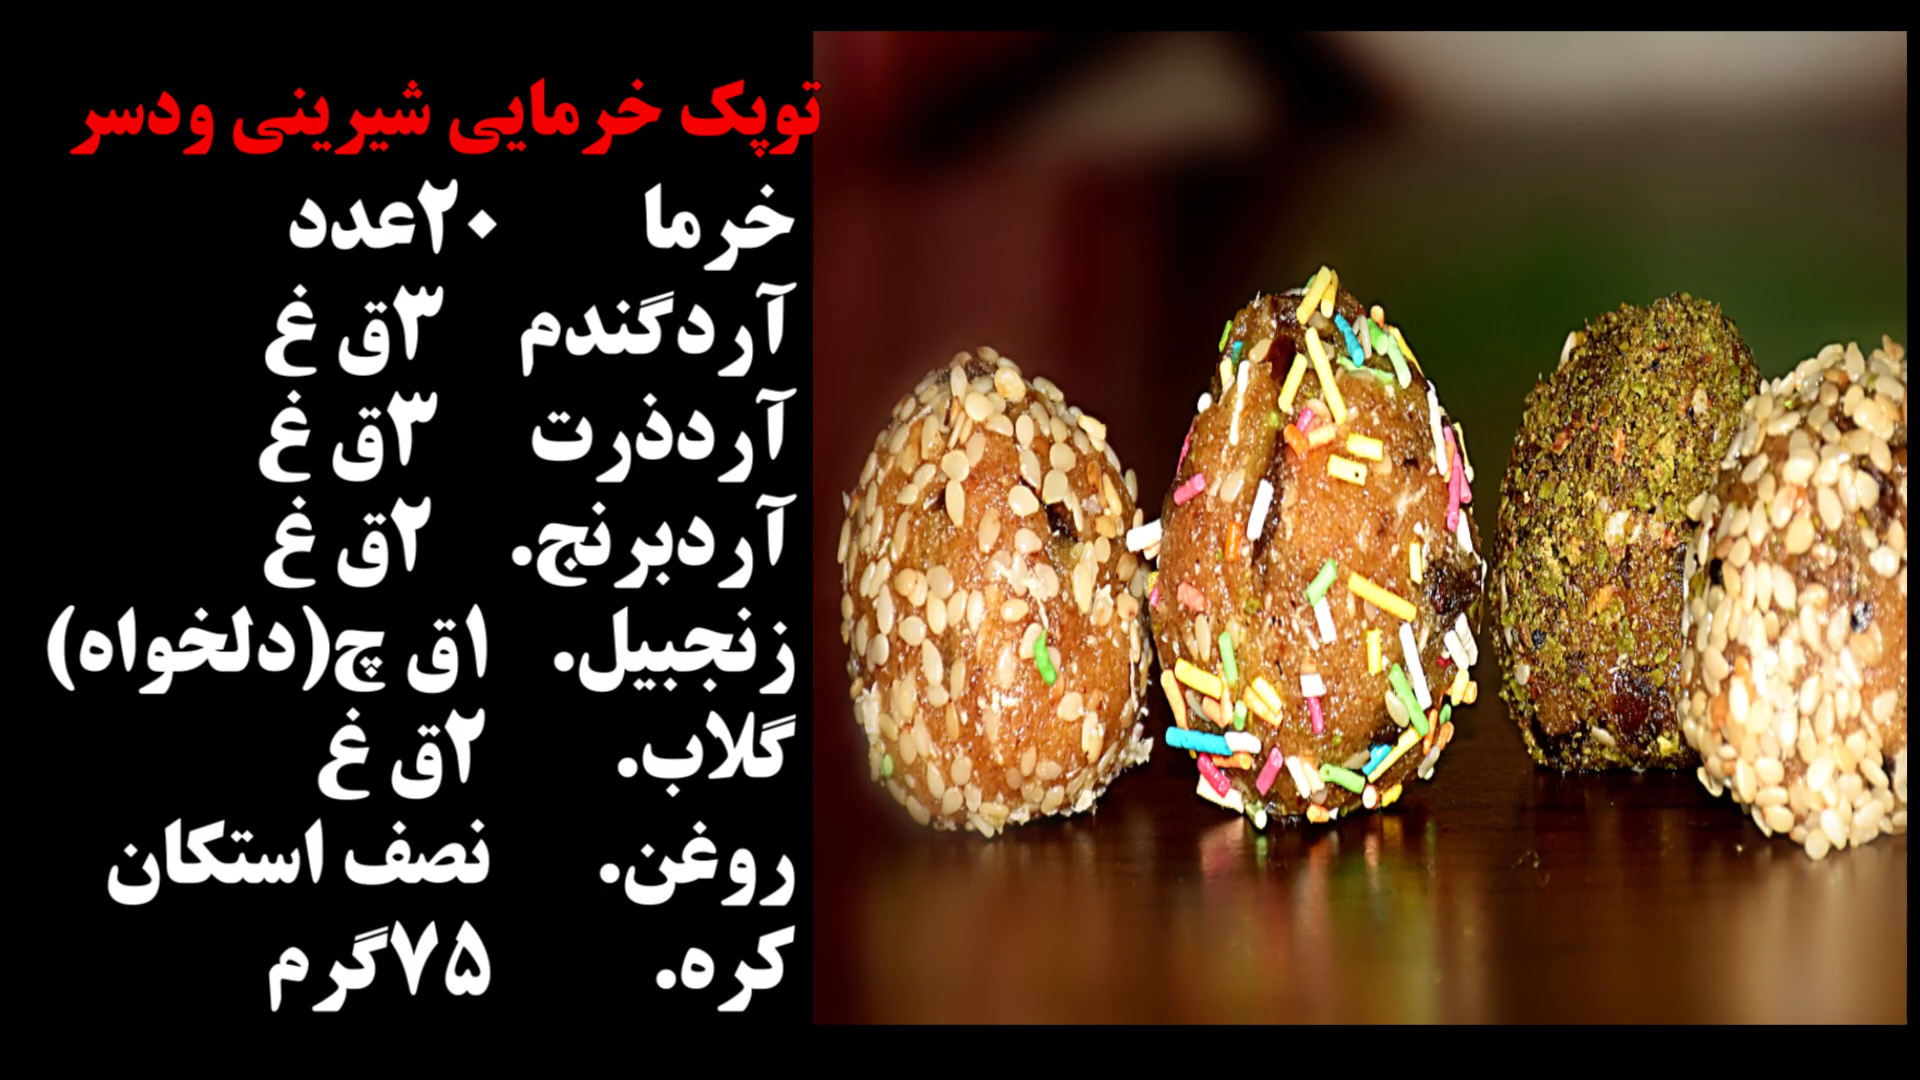 توپک خرمایی شیرینی ودسر
خرما ۲۰عدد
آردگندم ۳ق غ
آردذرت ۳ق غ
آردبرنج. ۲ق غ
زنجبیل. ۱ق چ(دلخواه)
گلاب. ۲ق غ
روغن. نصف استکان
کره. ۷۵گرم